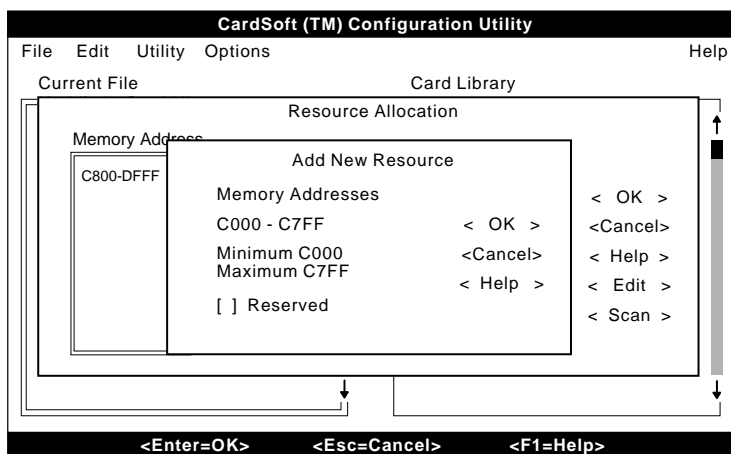 CardSoft (TM) Configuration Utility
File Edit Utility Options Help
Current File Card Library
Resource Allocation
Memory Address
C800-DFFF
Add New Resource
Memory Addresses
C000 - C7FF
Minimum C000
Maximum C7FF
[ ] Reserved
< OK >
<Cancel>
< Help >
< OK >
<Cancel>
< Help >
< Edit >
< Scan >
<Enter=OK> <Esc=Cancel> <F1=Help>